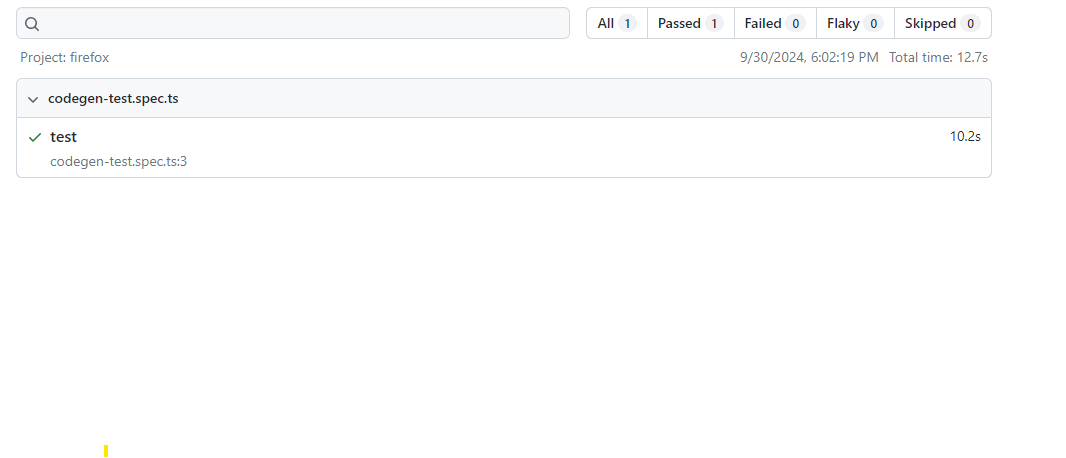 All 1 Passed 1 Failed 0 Flaky 0 Skipped 0
Project: firefox 9/30/2024, 6:02:19 PM Total time: 12.7s
codegen-test.spec.ts
test 10.2s
codegen-test.spec.ts:3